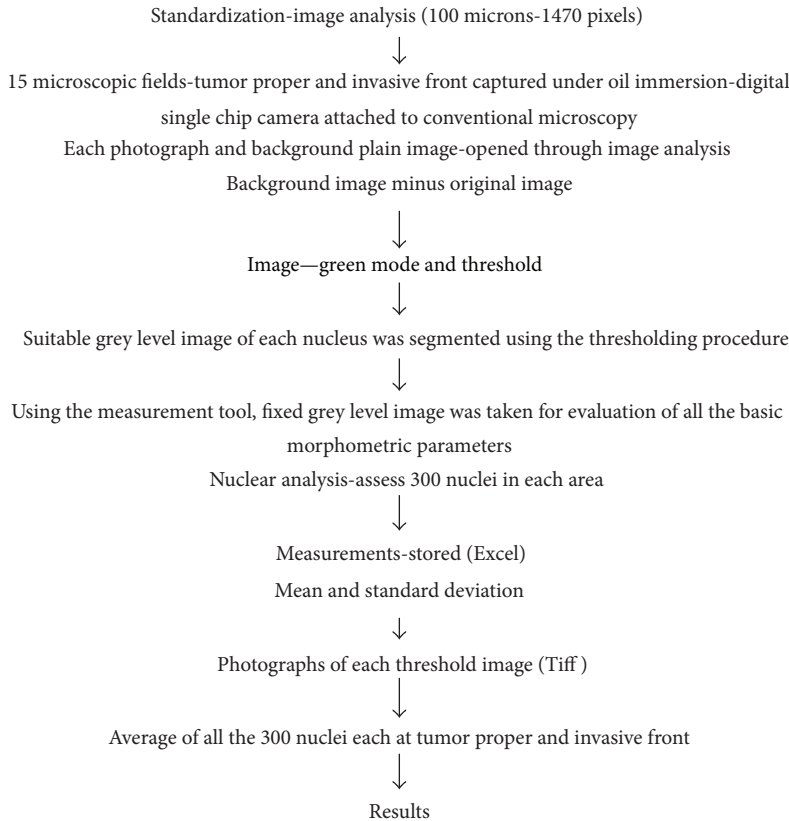 Standardization-image analysis (100 microns-1470 pixels)
15 microscopic fields-tumor proper and invasive front captured under oil immersion-digital
single chip camera attached to conventional microscopy
Each photograph and background plain image-opened through image analysis
Background image minus original image
Image—green mode and threshold
Suitable grey level image of each nucleus was segmented using the thresholding procedure
Using the measurement tool, fixed grey level image was taken for evaluation of all the basic
morphometric parameters
Nuclear analysis-assess 300 nuclei in each area
Measurements-stored (Excel)
Mean and standard deviation
Photographs of each threshold image (Tiff )
Average of all the 300 nuclei each at tumor proper and invasive front
Results